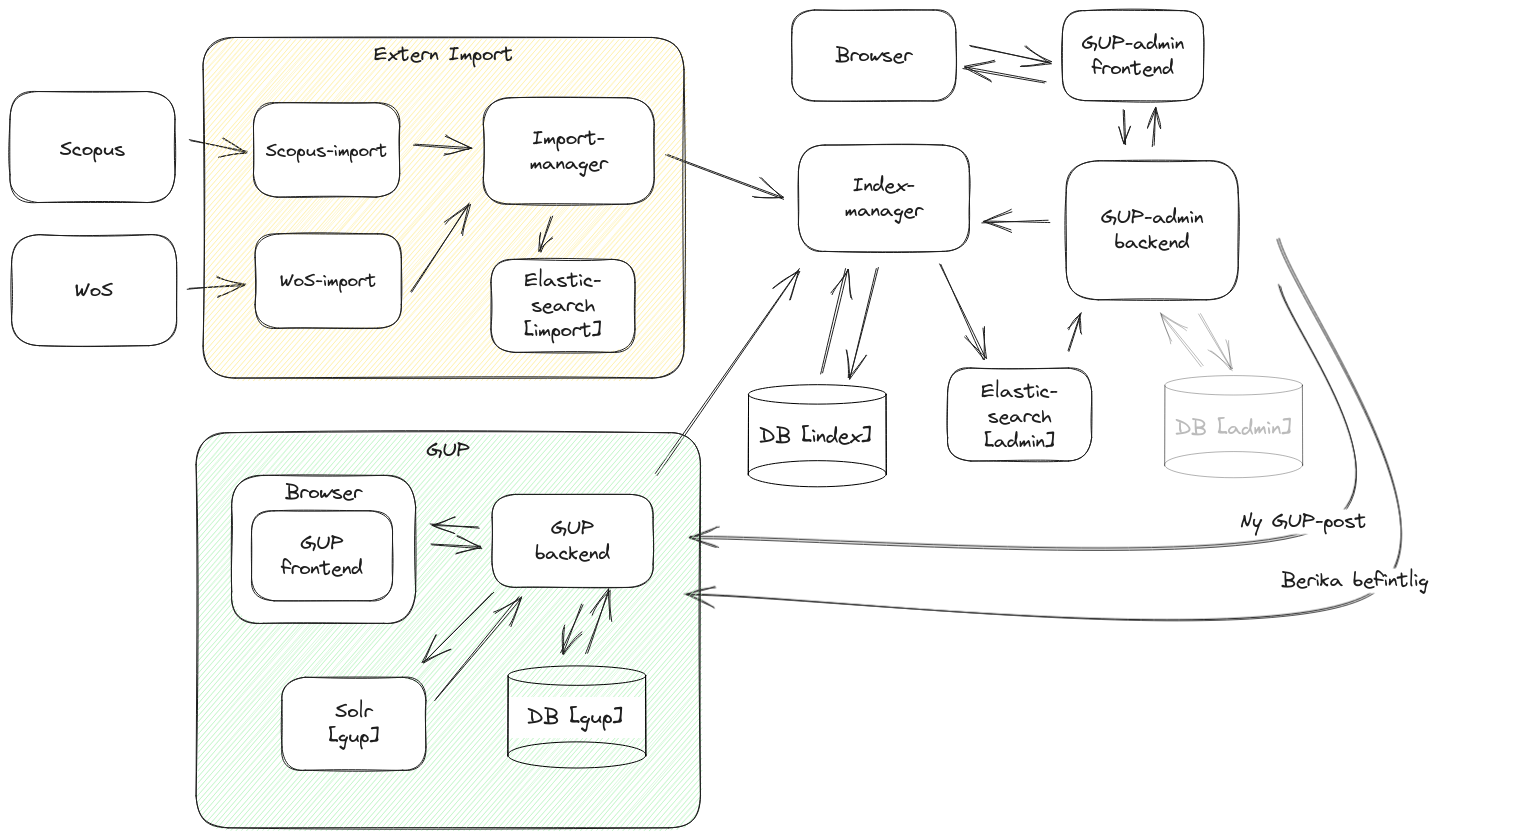 Extern Import
Scopus
Scopus-import
Import-
manager
WoS
WoS-import
Elastic-
search
[import]
Browser
GUP-admin
frontend
Index-
manager
GUP-admin
backend
DB [index]
Elastic-
search
[admin]
DB [admin]
GUP
Browser
GUP
frontend
GUP
backend
Solr
[gup]
DB [gup]
Ny GUP-post
Berika befintlig